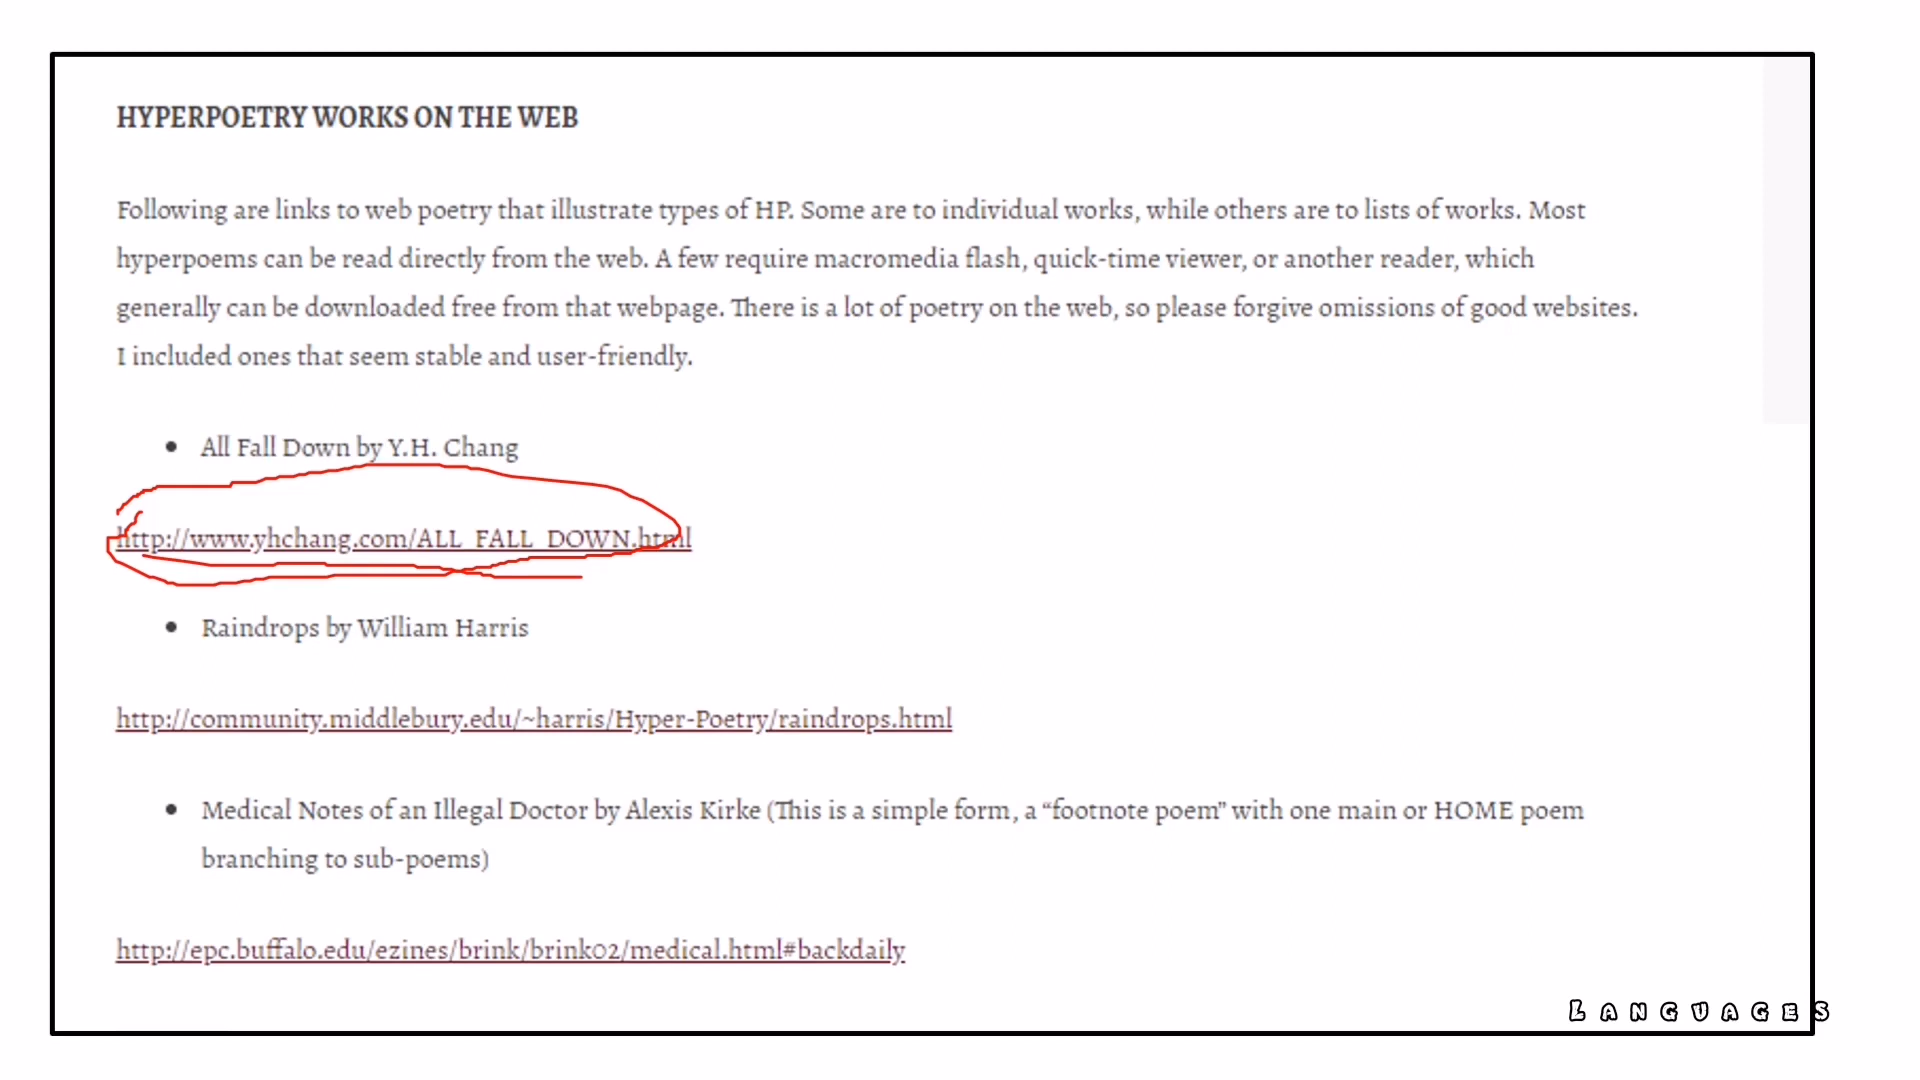 HYPERPOETRY WORKS ON THE WEB
Following are links to web poetry that illustrate types of HP. Some are to individual works, while others are to lists of works. Most
hyperpoems can be read directly from the web. A few require macromedia flash, quick-time viewer, or another reader, which
generally can be downloaded free from that webpage. There is a lot of poetry on the web, so please forgive omissions of good websites.
I included ones that seem stable and user-friendly.
• All Fall Down by Y.H. Chang
http://www.yhchang.com/ALL_FALL_DOWN.html
• Raindrops by William Harris
http://community.middlebury.edu/~harris/Hyper-Poetry/raindrops.html
• Medical Notes of an Illegal Doctor by Alexis Kirke (This is a simple form, a “footnote poem” with one main or HOME poem
branching to sub-poems)
http://epc.buffalo.edu/ezines/brink/brink02/medical.html#backdaily
LANGUAGES